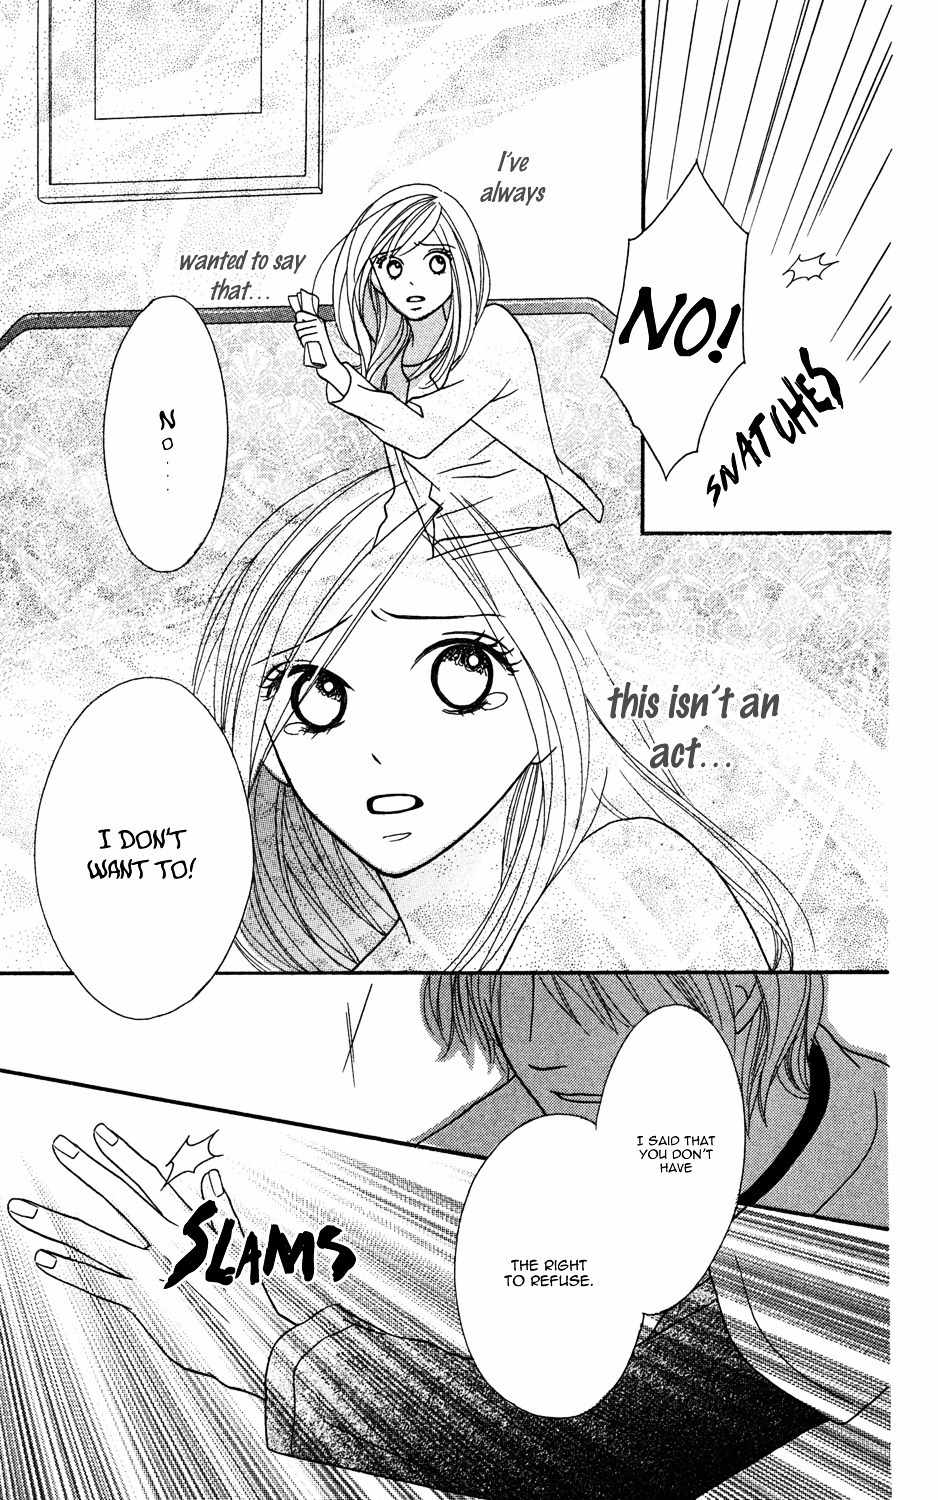 NO!
SNATCHES
I've
always
wanted to say
that...
NO....
this isn't an
act...
I DON'T
WANT TO!
I SAID THAT
YOU DON'T
HAVE
THE RIGHT
TO REFUSE.
SLAMS